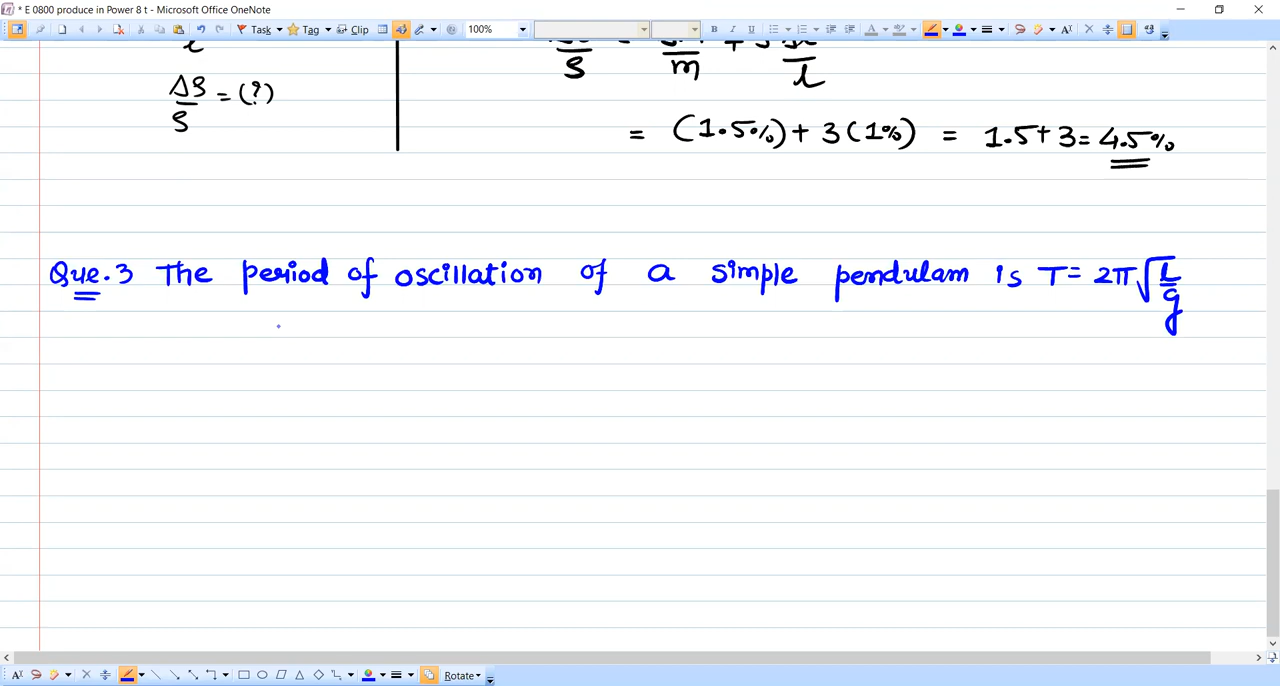 * E 0800 produce in Power 8 t - Microsoft Office OneNote
Task Tag Clip 100%
l
Δρ/ρ = (?)
ρ m l
= (1.5%) + 3 (1%) = 1.5 + 3 = 4.5%
Que.3 The period of oscillation of a simple pendulam is T = 2π√l/g
Rotate